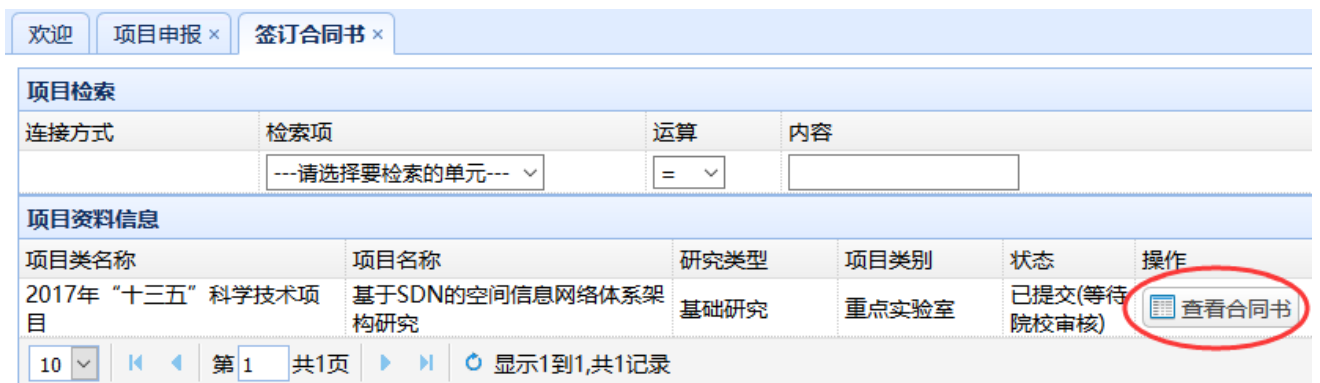 欢迎 项目申报 × 签订合同书 ×
项目检索
连接方式 检索项 运算 内容
---请选择要检索的单元--- =
项目资料信息
项目类名称 项目名称 研究类型 项目类别 状态 操作
2017年“十三五”科学技术项目 基于SDN的空间信息网络体系架构研究 基础研究 重点实验室 已提交(等待院校审核) 查看合同书
10 第 1 共1页 显示1到1,共1记录